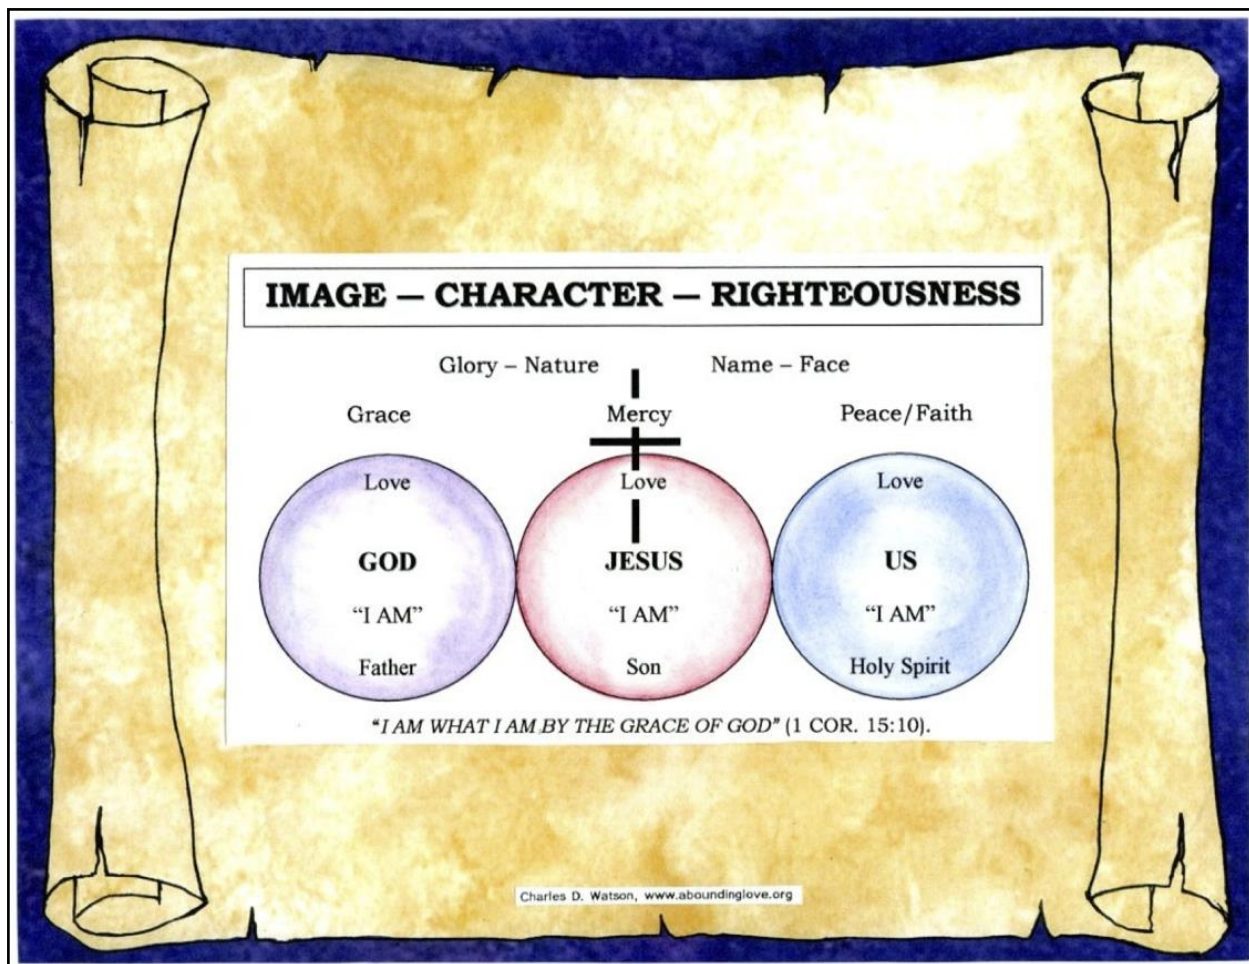 IMAGE – CHARACTER – RIGHTEOUSNESS
Glory – Nature Name – Face
Grace Mercy Peace/Faith
Love Love Love
GOD JESUS US
“I AM” “I AM” “I AM”
Father Son Holy Spirit
“I AM WHAT I AM BY THE GRACE OF GOD” (1 COR. 15:10).
Charles D. Watson, www.aboundinglove.org